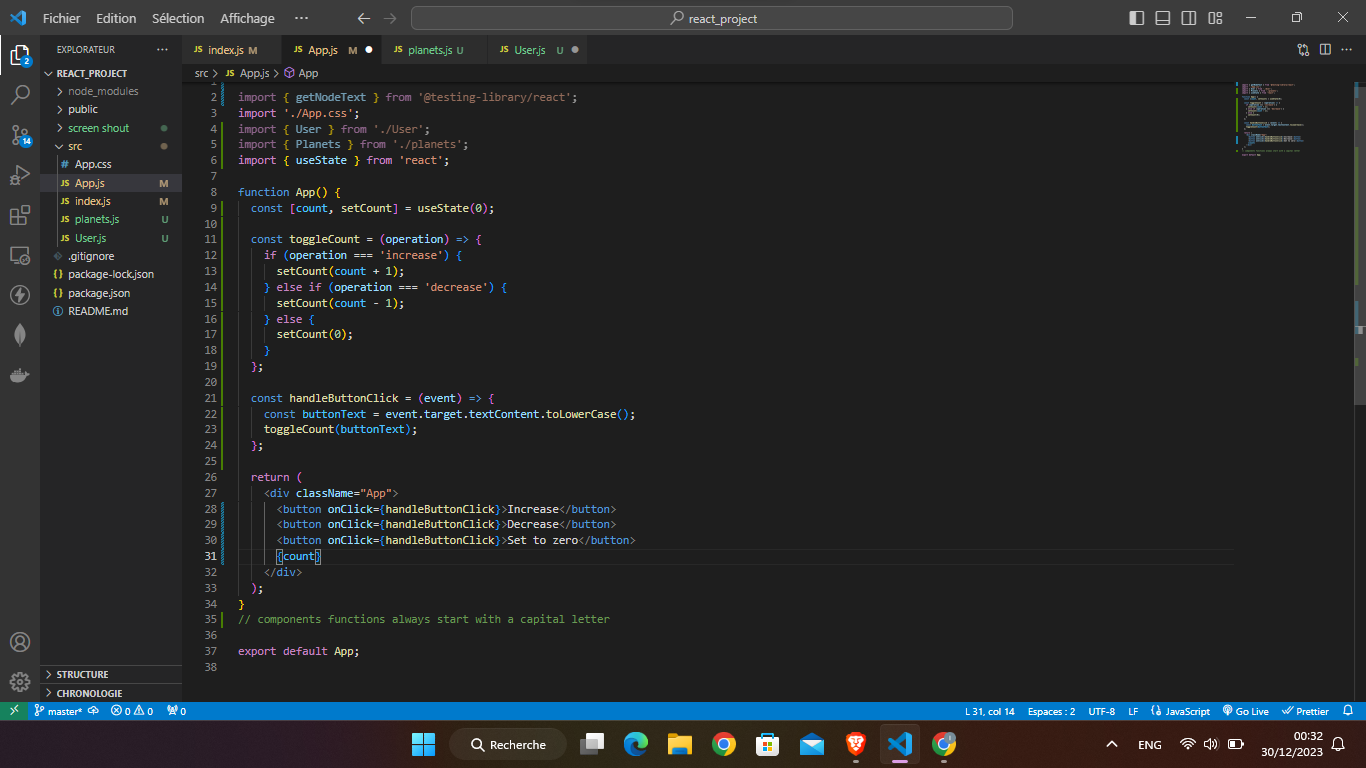 Fichier Edition Sélection Affichage ··· react_project
EXPLORATEUR ···
REACT_PROJECT
node_modules
public
screen shout
src
# App.css
JS App.js M
JS index.js M
JS planets.js U
JS User.js U
.gitignore
{} package-lock.json
{} package.json
README.md
STRUCTURE
CHRONOLOGIE
2
14
JS index.js M JS App.js M JS planets.js U JS User.js U
src > JS App.js > App
1
2 import { getNodeText } from '@testing-library/react';
3 import './App.css';
4 import { User } from './User';
5 import { Planets } from './planets';
6 import { useState } from 'react';
7
8 function App() {
9 const [count, setCount] = useState(0);
10
11 const toggleCount = (operation) => {
12 if (operation === 'increase') {
13 setCount(count + 1);
14 } else if (operation === 'decrease') {
15 setCount(count - 1);
16 } else {
17 setCount(0);
18 }
19 };
20
21 const handleButtonClick = (event) => {
22 const buttonText = event.target.textContent.toLowerCase();
23 toggleCount(buttonText);
24 };
25
26 return (
27 <div className="App">
28 <button onClick={handleButtonClick}>Increase</button>
29 <button onClick={handleButtonClick}>Decrease</button>
30 <button onClick={handleButtonClick}>Set to zero</button>
31 {count}
32 </div>
33 );
34 }
35 // components functions always start with a capital letter
36
37 export default App;
38
master* 0 0 0 L 31, col 14 Espaces : 2 UTF-8 LF {} JavaScript Go Live Prettier
Recherche ENG 00:32
30/12/2023